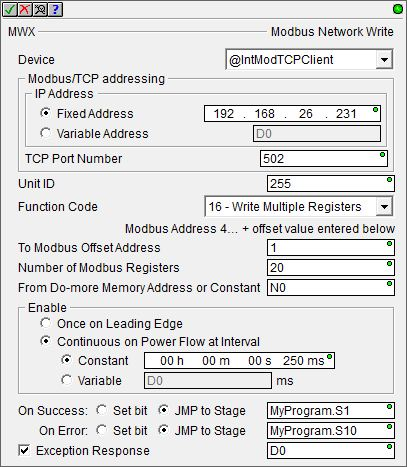 MWX Modbus Network Write
Device @IntModTCPClient
Modbus/TCP addressing
IP Address
Fixed Address 192 . 168 . 26 . 231
Variable Address D0
TCP Port Number 502
Unit ID 255
Function Code 16 - Write Multiple Registers
Modbus Address 4... + offset value entered below
To Modbus Offset Address 1
Number of Modbus Registers 20
From Do-more Memory Address or Constant N0
Enable
Once on Leading Edge
Continuous on Power Flow at Interval
Constant 00 h 00 m 00 s 250 ms
Variable D0 ms
On Success: Set bit JMP to Stage MyProgram.S1
On Error: Set bit JMP to Stage MyProgram.S10
Exception Response D0